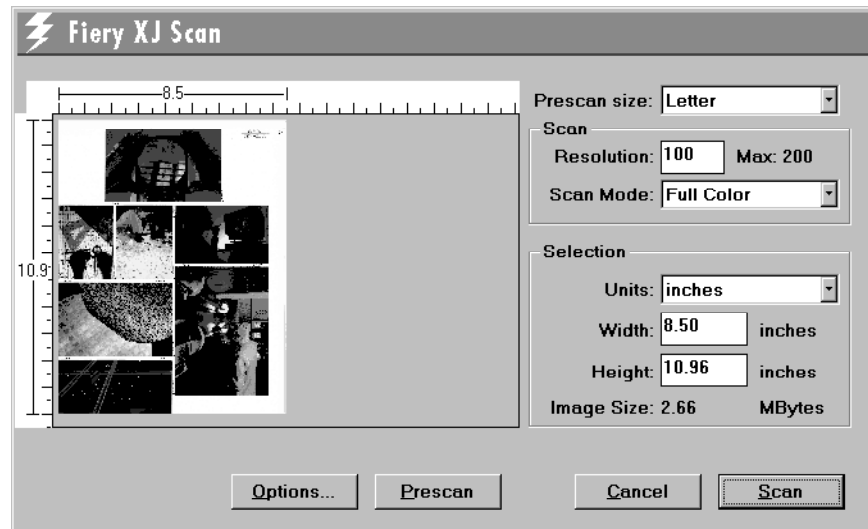 Fiery XJ Scan
8.5
10.9
Prescan size: Letter
Scan
Resolution: 100 Max: 200
Scan Mode: Full Color
Selection
Units: inches
Width: 8.50 inches
Height: 10.96 inches
Image Size: 2.66 MBytes
Options... Prescan Cancel Scan